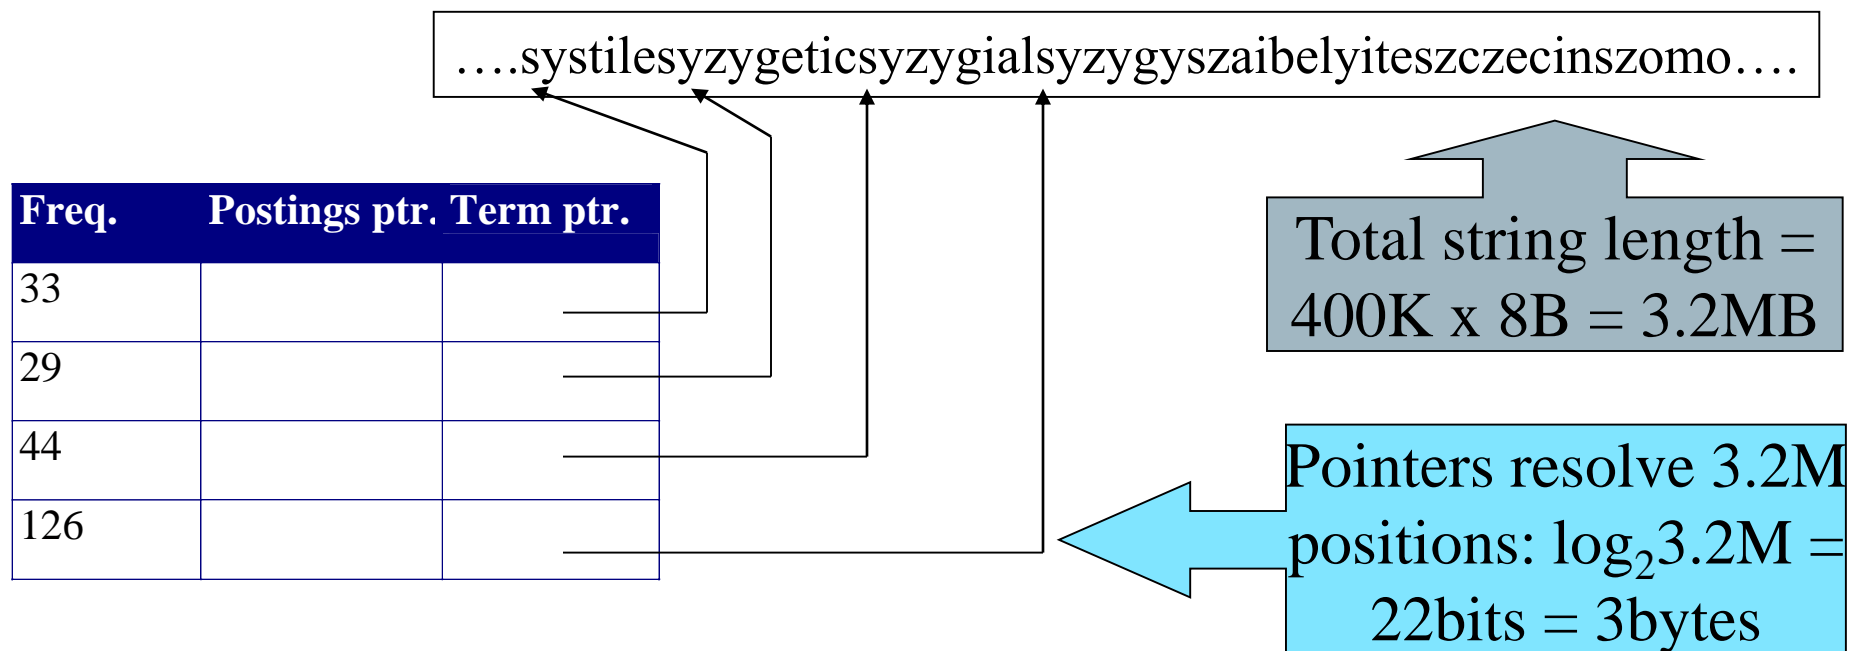 ….systilesyzygeticsyzygialsyzygyszaibelyiteszczecinszomo….
Freq. Postings ptr. Term ptr.
33
29
44
126
Total string length =
400K x 8B = 3.2MB
Pointers resolve 3.2M
positions: log₂3.2M =
22bits = 3bytes